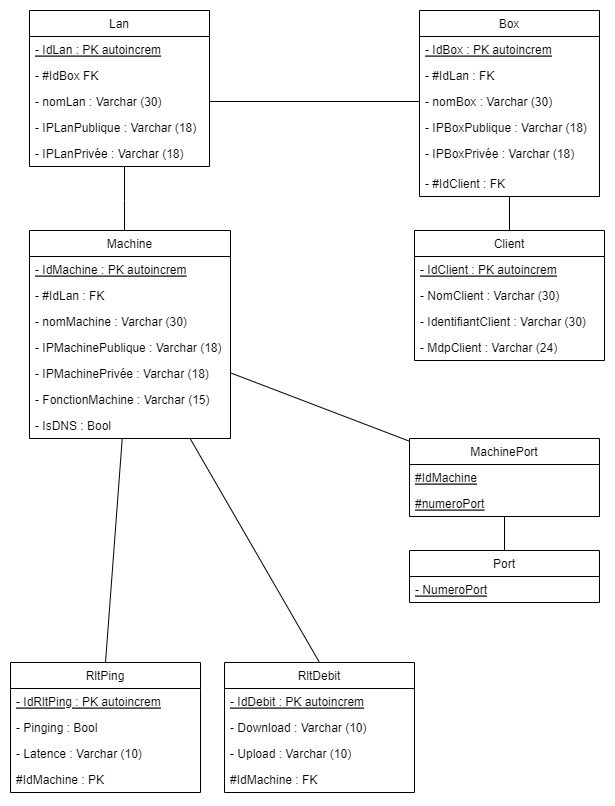 Lan
- IdLan : PK autoincrem
- #IdBox FK
- nomLan : Varchar (30)
- IPLanPublique : Varchar (18)
- IPLanPrivée : Varchar (18)
Box
- IdBox : PK autoincrem
- #IdLan : FK
- nomBox : Varchar (30)
- IPBoxPublique : Varchar (18)
- IPBoxPrivée : Varchar (18)
- #IdClient : FK
Machine
- IdMachine : PK autoincrem
- #IdLan : FK
- nomMachine : Varchar (30)
- IPMachinePublique : Varchar (18)
- IPMachinePrivée : Varchar (18)
- FonctionMachine : Varchar (15)
- IsDNS : Bool
Client
- IdClient : PK autoincrem
- NomClient : Varchar (30)
- IdentifiantClient : Varchar (30)
- MdpClient : Varchar (24)
MachinePort
#IdMachine
#numeroPort
Port
- NumeroPort
RltPing
- IdRltPing : PK autoincrem
- Pinging : Bool
- Latence : Varchar (10)
#IdMachine : PK
RltDebit
- IdDebit : PK autoincrem
- Download : Varchar (10)
- Upload : Varchar (10)
#IdMachine : FK